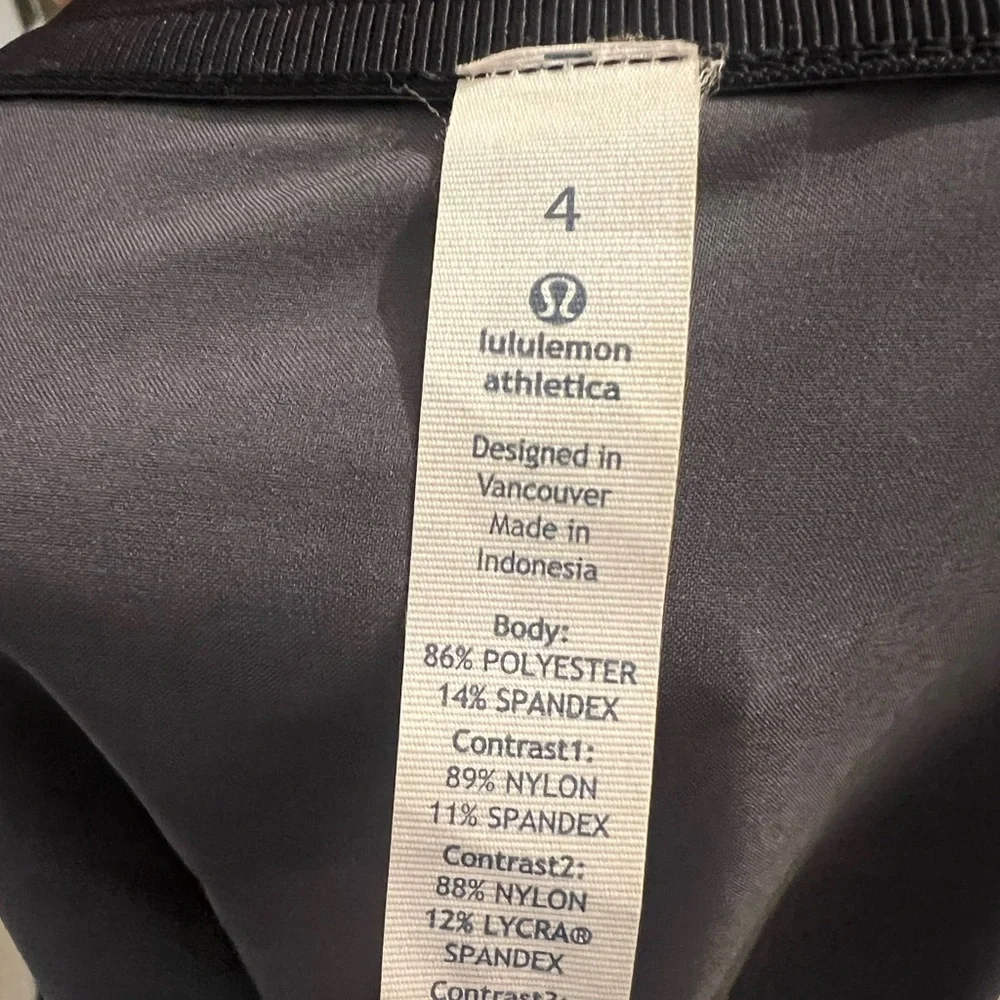 4
lululemon
athletica
Designed in
Vancouver
Made in
Indonesia
Body:
86% POLYESTER
14% SPANDEX
Contrast1:
89% NYLON
11% SPANDEX
Contrast2:
88% NYLON
12% LYCRA®
SPANDEX
Contrast3: